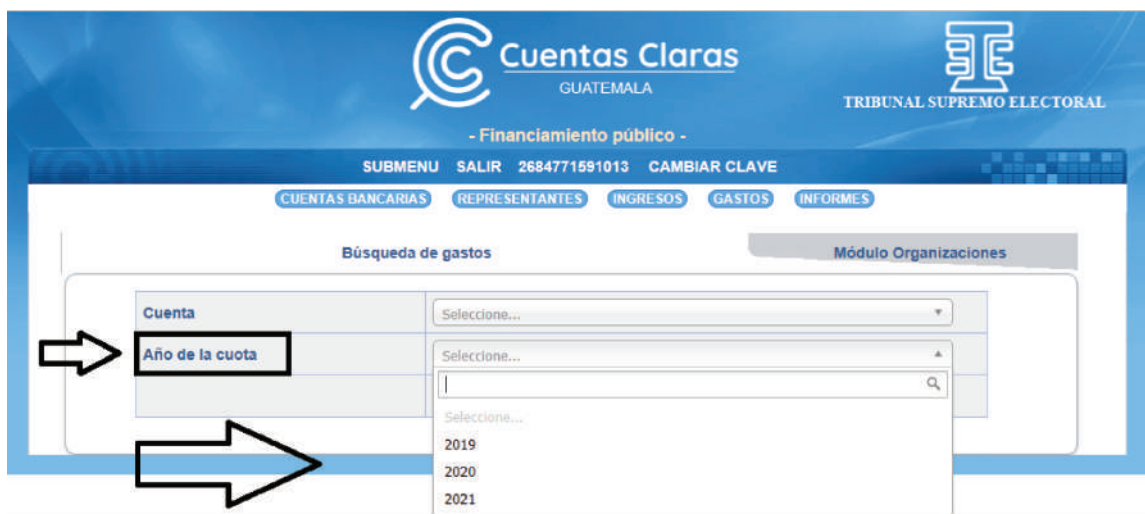 Cuentas Claras
GUATEMALA
TRIBUNAL SUPREMO ELECTORAL
- Financiamiento público -
SUBMENU SALIR 2684771591013 CAMBIAR CLAVE
CUENTAS BANCARIAS REPRESENTANTES INGRESOS GASTOS INFORMES
Búsqueda de gastos Módulo Organizaciones
Cuenta Seleccione...
Año de la cuota Seleccione...
Seleccione...
2019
2020
2021